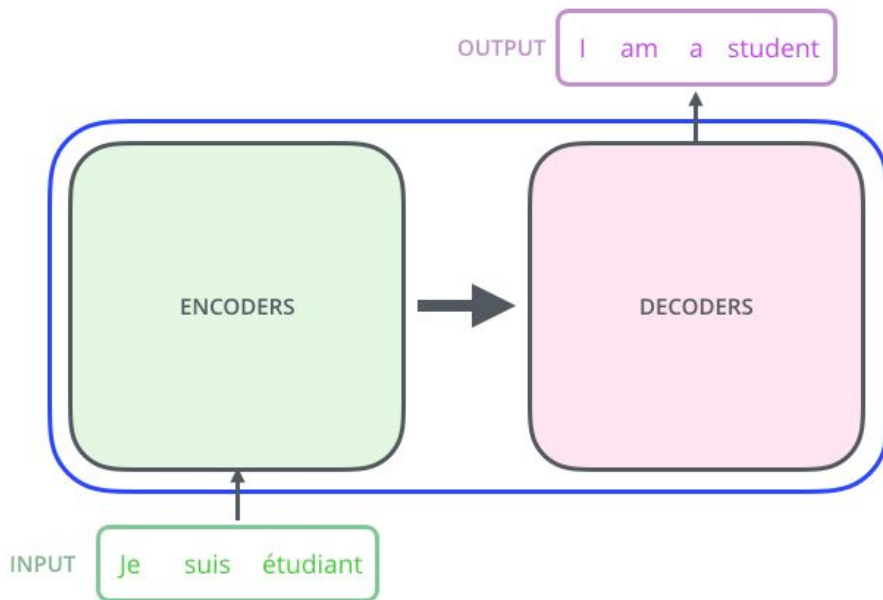 OUTPUT I am a student
ENCODERS
DECODERS
INPUT Je suis étudiant